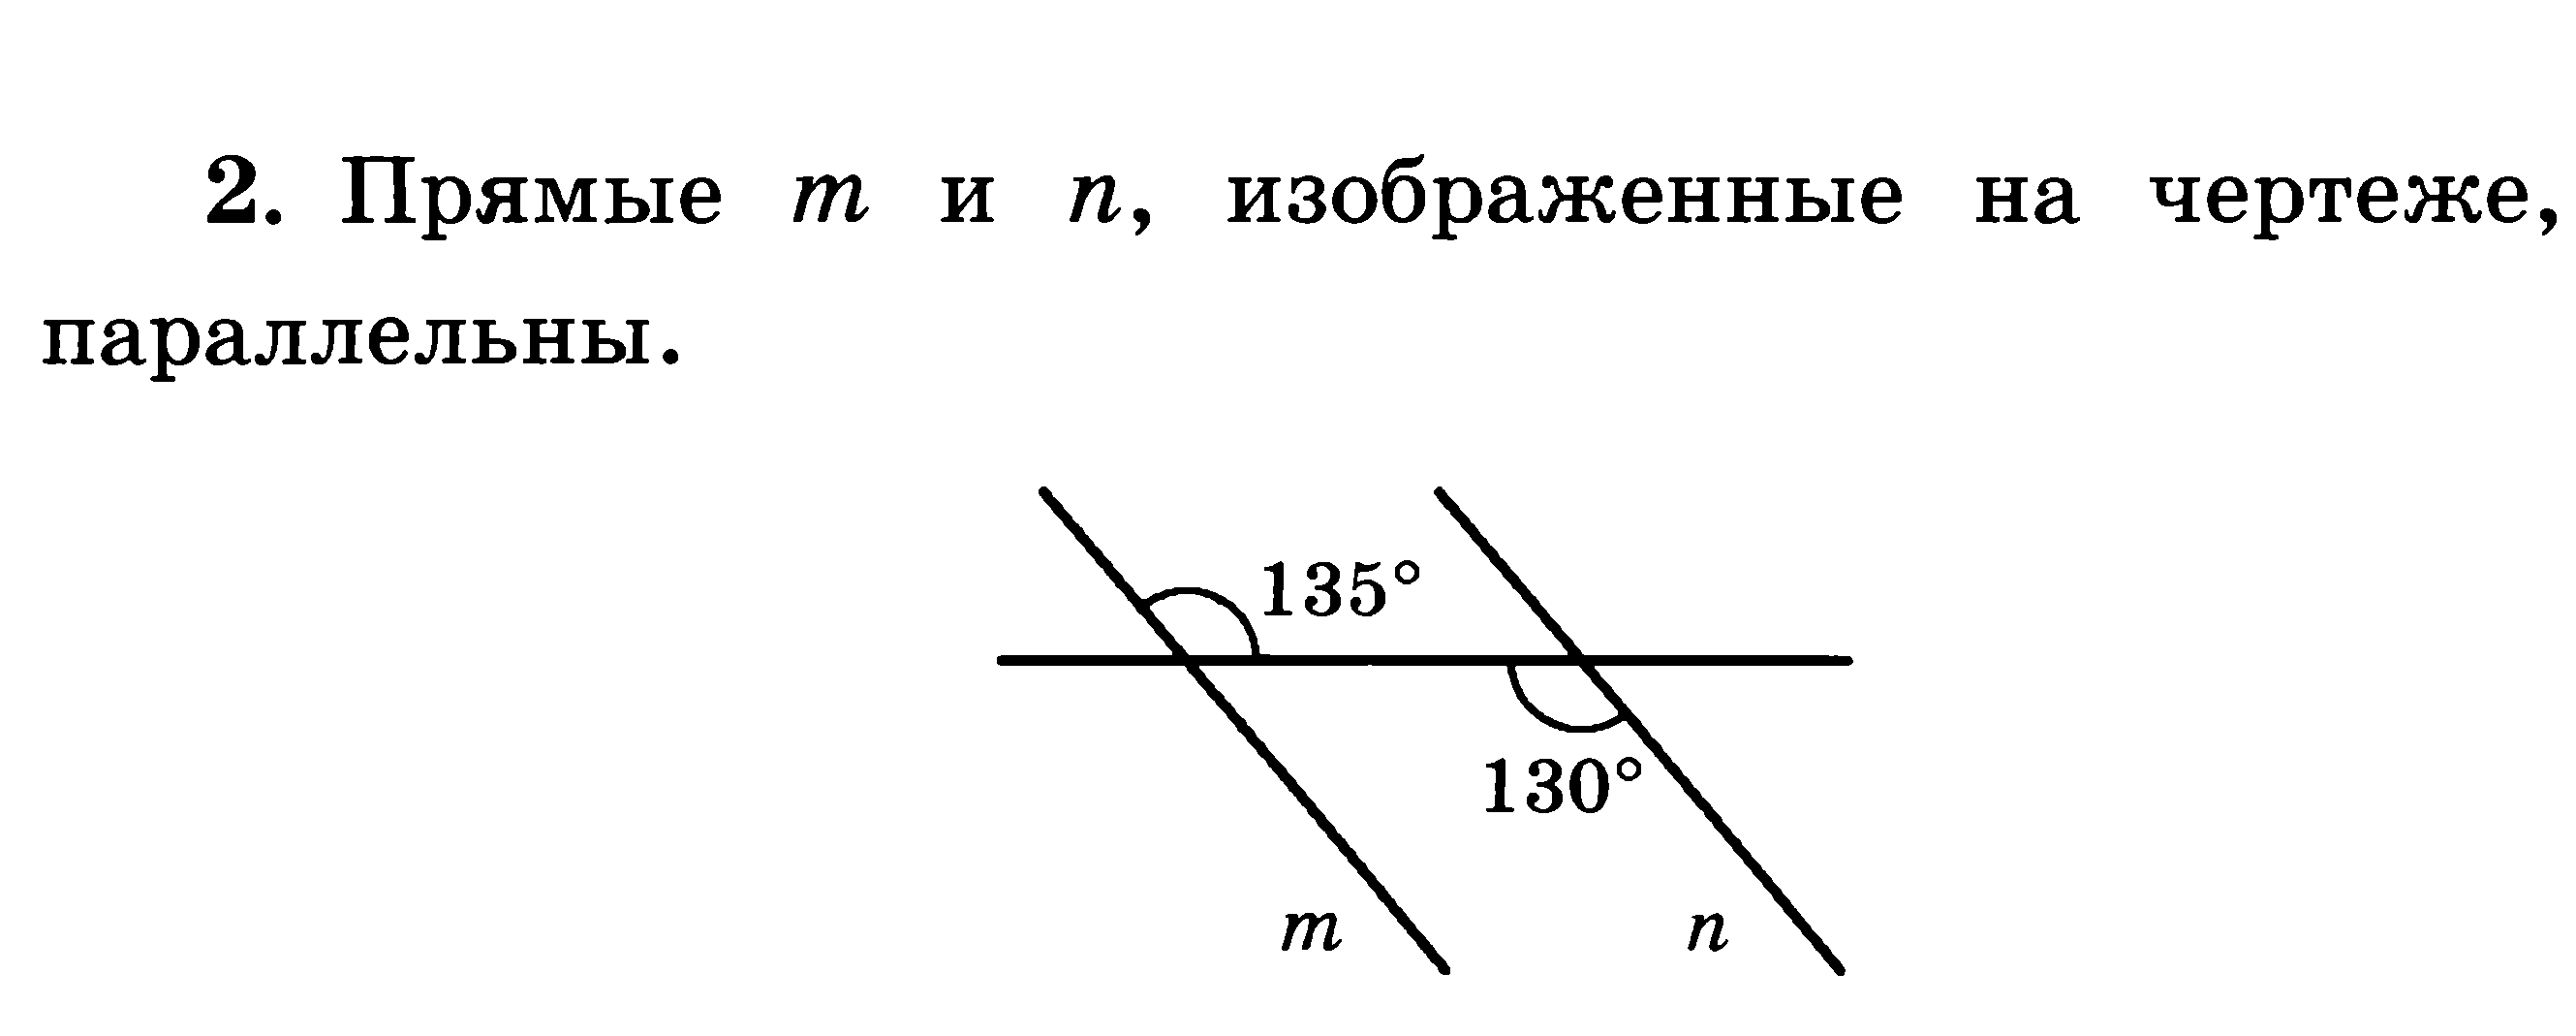 2. Прямые m и n, изображенные на чертеже,
параллельны.
135°
130°
m n